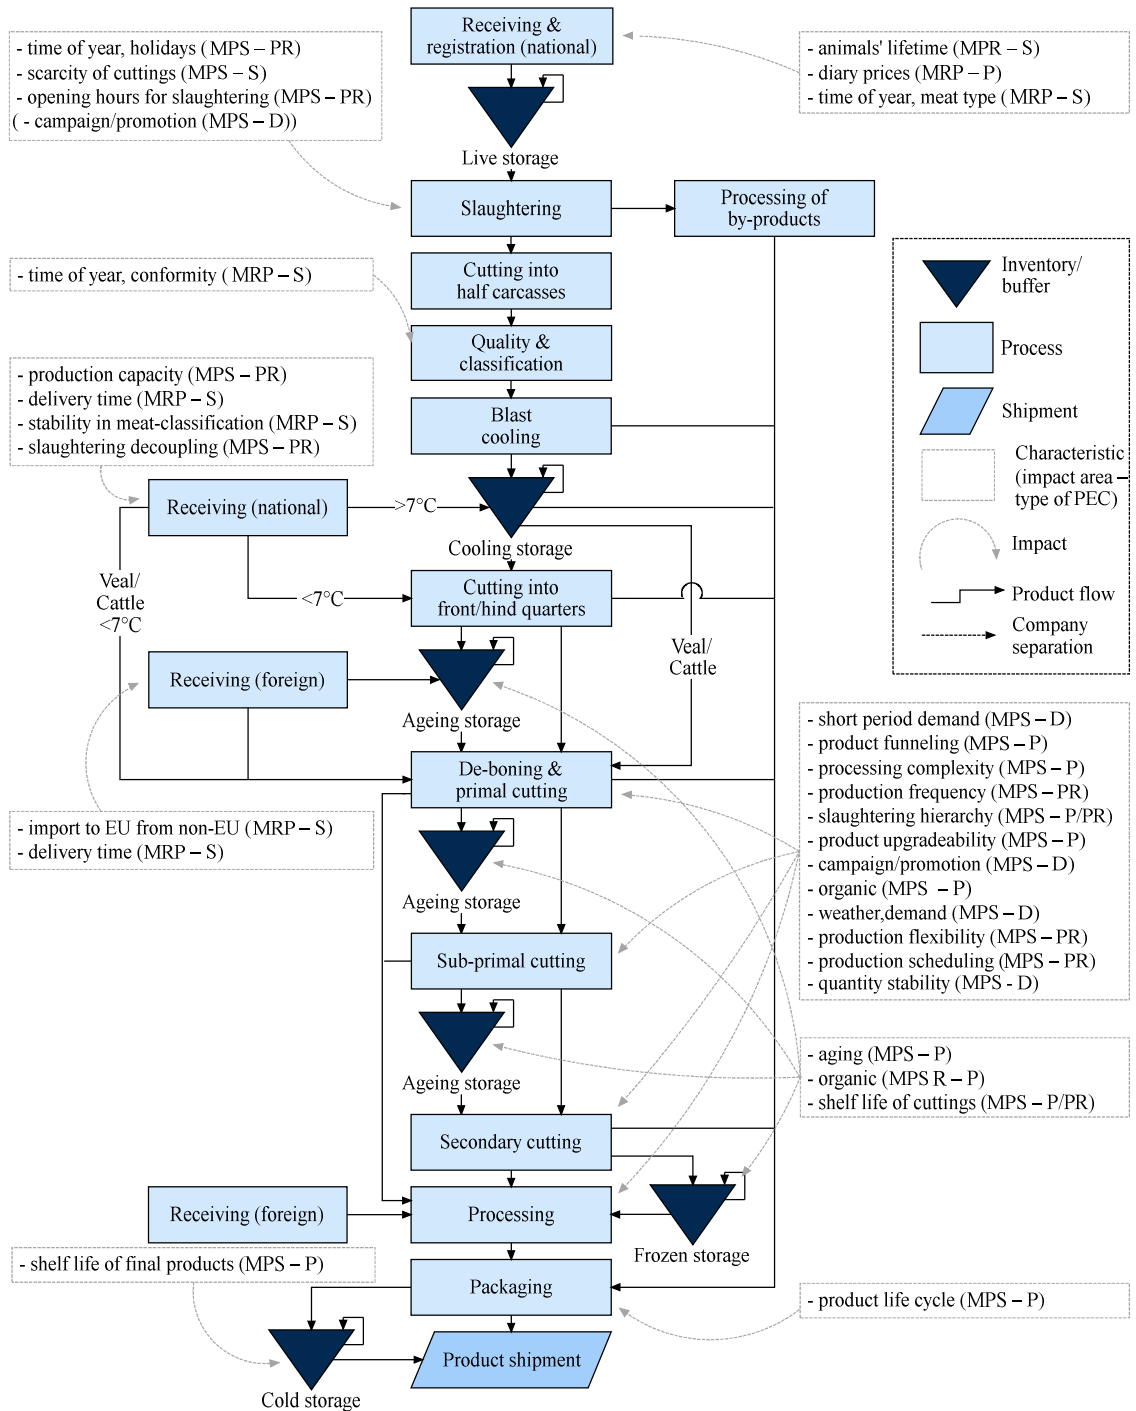 Receiving &
registration (national)
- time of year, holidays (MPS – PR)
- scarcity of cuttings (MPS – S)
- opening hours for slaughtering (MPS – PR)
( - campaign/promotion (MPS – D))
- animals' lifetime (MPR – S)
- diary prices (MRP – P)
- time of year, meat type (MRP – S)
Live storage
Slaughtering
Processing of
by-products
- time of year, conformity ( MRP – S)
Cutting into
half carcasses
Inventory/
buffer
Quality &
classification
Process
- production capacity (MPS – PR)
- delivery time (MRP – S)
- stability in meat-classification (MRP – S)
- slaughtering decoupling (MPS – PR)
Blast
cooling
Shipment
Characteristic
(impact area –
type of PEC)
Receiving (national)
>7°C
Cooling storage
Impact
Veal/
Cattle
<7°C
<7°C
Cutting into
front/hind quarters
Product flow
Company
separation
Veal/
Cattle
Receiving (foreign)
Ageing storage
De-boning &
primal cutting
- short period demand (MPS – D)
- product funneling (MPS – P)
- processing complexity (MPS – P)
- production frequency (MPS – PR)
- slaughtering hierarchy (MPS – P/PR)
- product upgradeability (MPS – P)
- campaign/promotion (MPS – D)
- organic (MPS – P)
- weather,demand (MPS – D)
- production flexibility (MPS – PR)
- production scheduling (MPS – PR)
- quantity stability (MPS - D)
- import to EU from non-EU (MRP – S)
- delivery time (MRP – S)
Ageing storage
Sub-primal cutting
Ageing storage
- aging (MPS – P)
- organic (MPS R – P)
- shelf life of cuttings (MPS – P/PR)
Secondary cutting
Receiving (foreign)
Processing
Frozen storage
- shelf life of final products (MPS – P)
Packaging
- product life cycle (MPS – P)
Product shipment
Cold storage